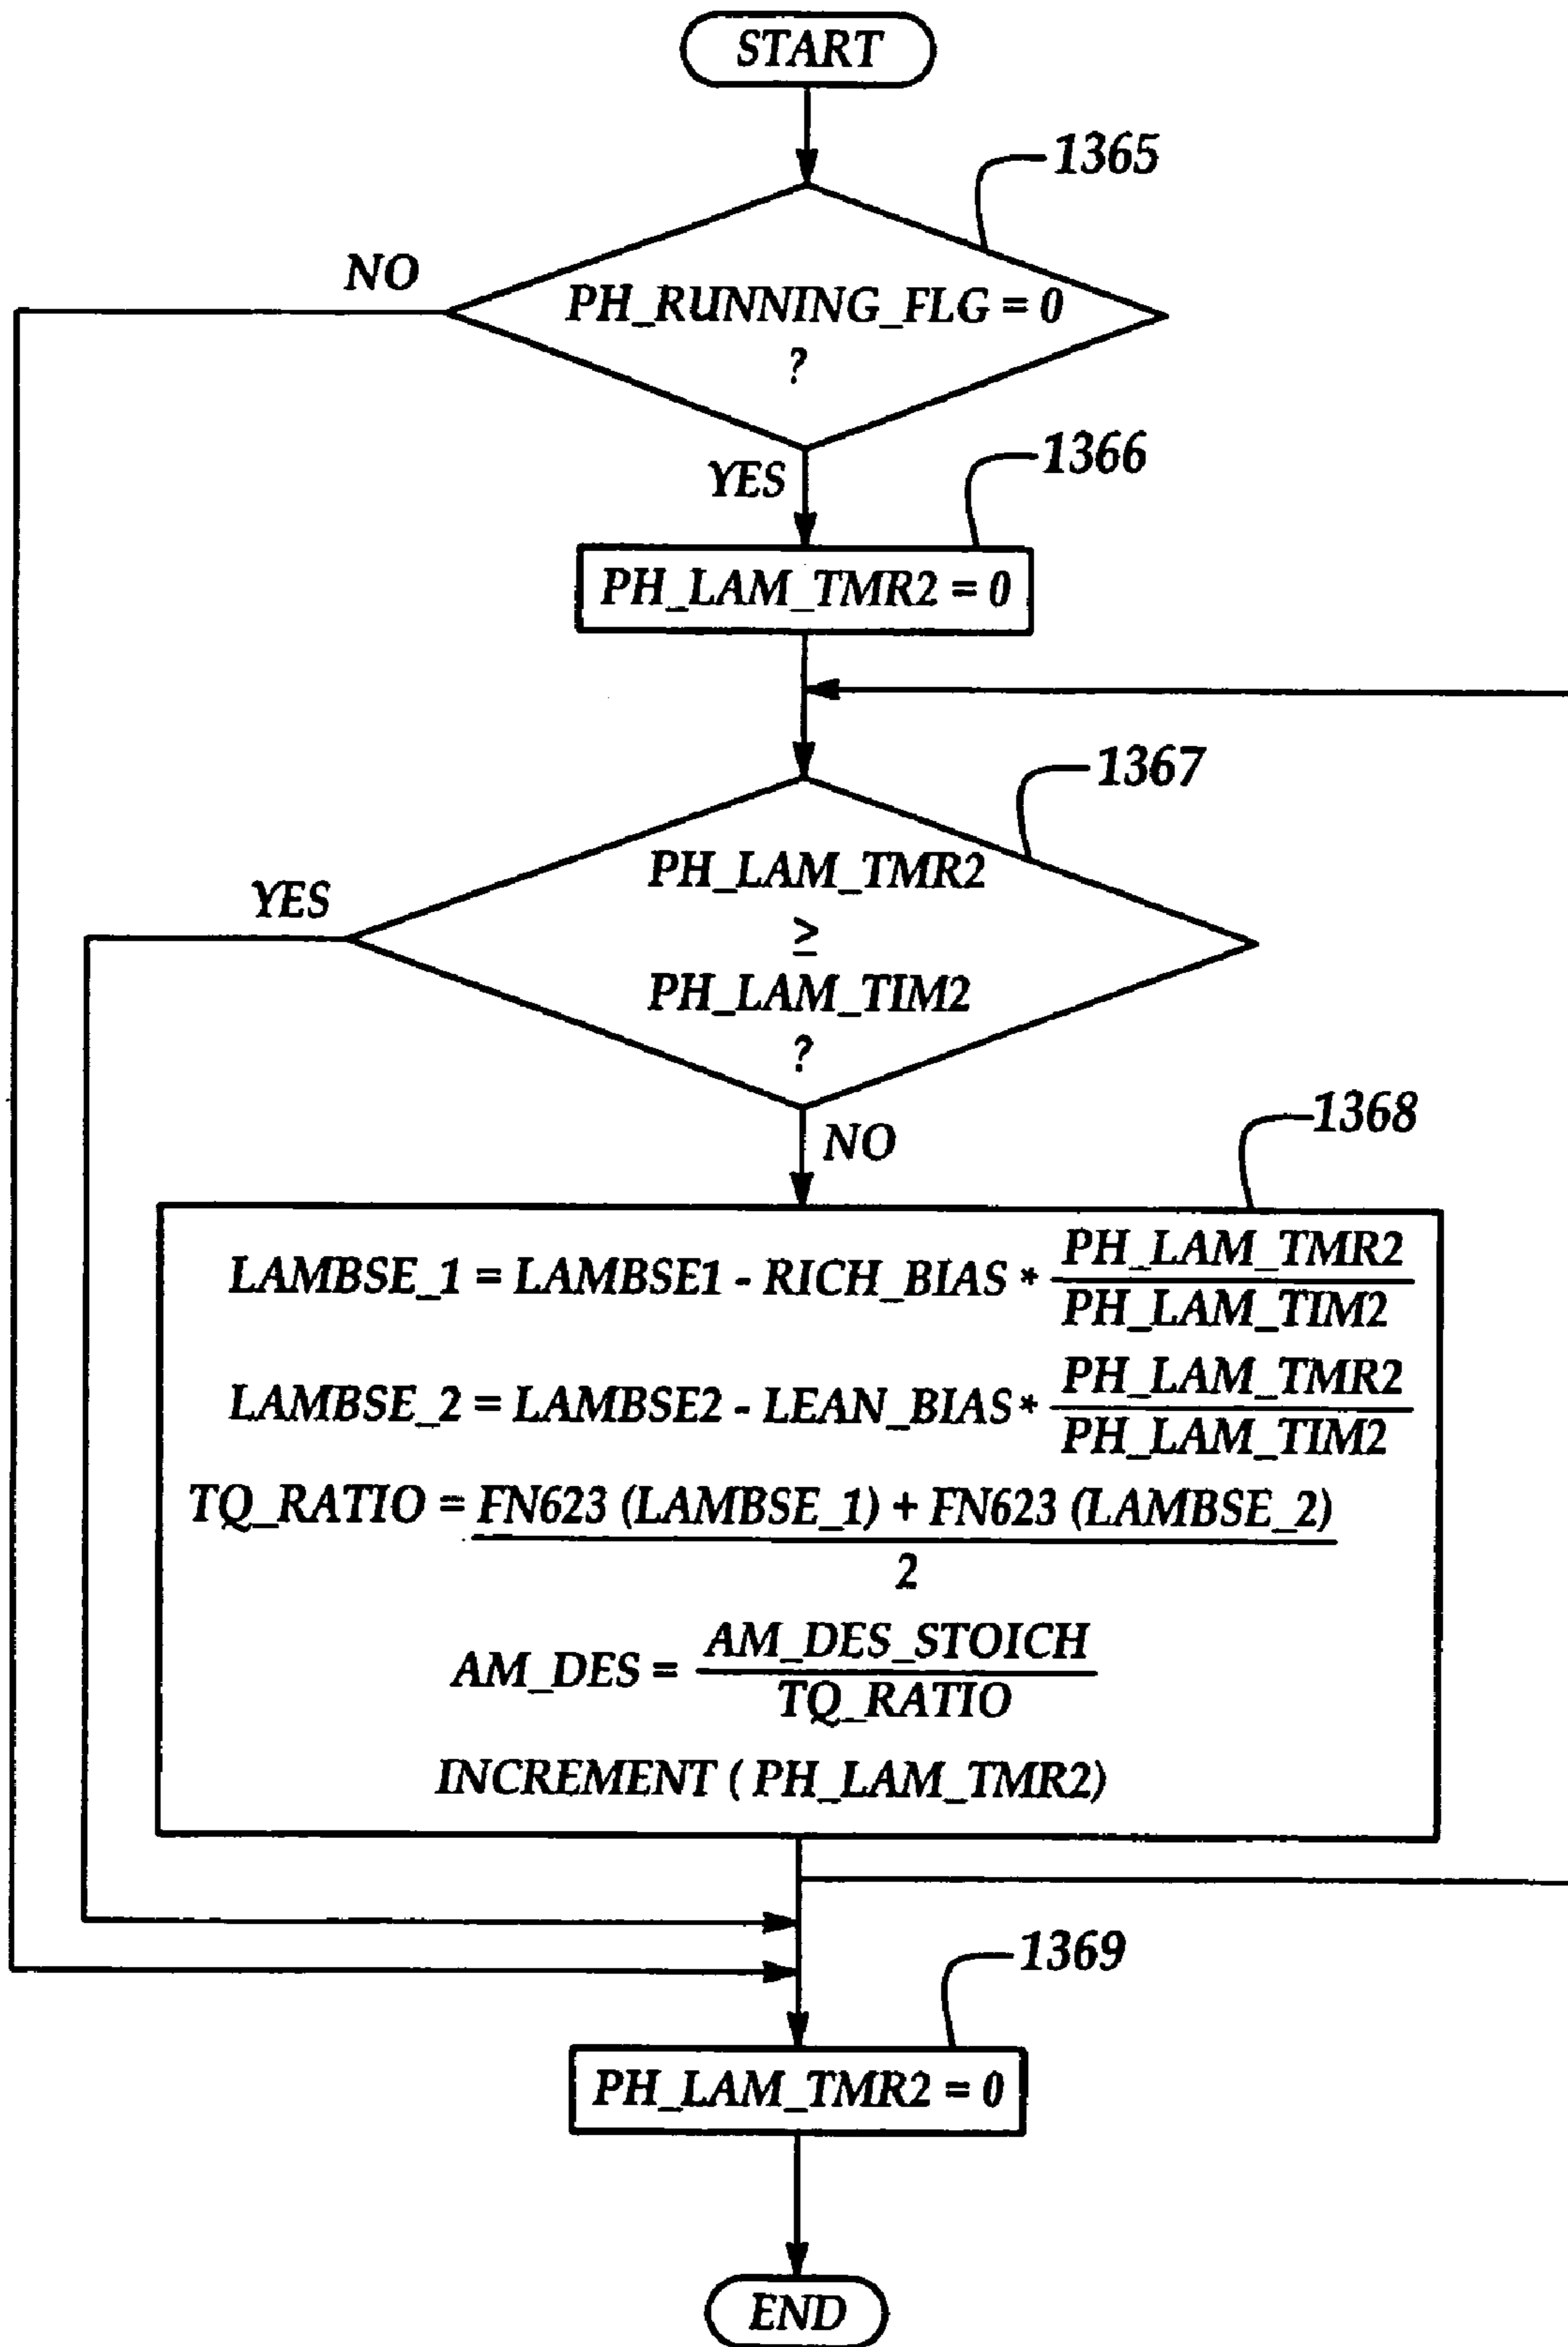 START
1365
NO
PH_RUNNING_FLG = 0
?
YES
1366
PH_LAM_TMR2 = 0
1367
YES
PH_LAM_TMR2
≥
PH_LAM_TIM2
?
NO
1368
LAMBSE_1 = LAMBSE1 - RICH_BIAS * PH_LAM_TMR2
PH_LAM_TIM2
LAMBSE_2 = LAMBSE2 - LEAN_BIAS * PH_LAM_TMR2
PH_LAM_TIM2
TQ_RATIO = FN623 (LAMBSE_1) + FN623 (LAMBSE_2)
2
AM_DES = AM_DES_STOICH
TQ_RATIO
INCREMENT ( PH_LAM_TMR2)
1369
PH_LAM_TMR2 = 0
END